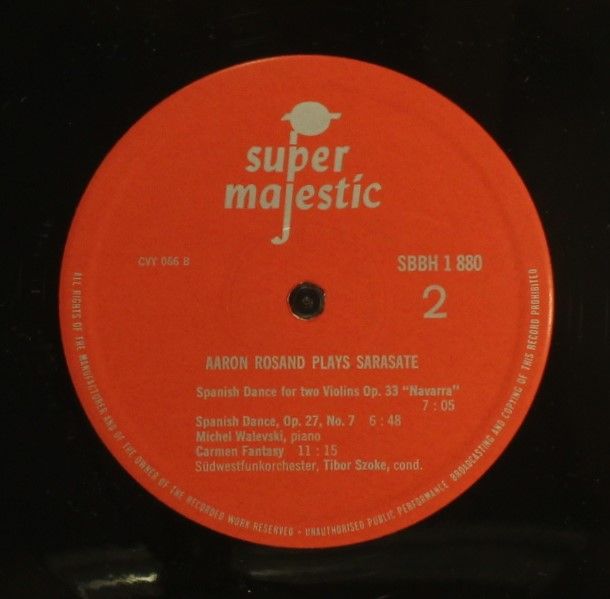 super
majestic
CVY 066 B
SBBH 1 880
2
AARON ROSAND PLAYS SARASATE
Spanish Dance for two Violins Op. 33 "Navarra"
7 : 05
Spanish Dance, Op. 27, No. 7 6 : 48
Michel Walevski, piano
Carmen Fantasy 11 : 15
Südwestfunkorchester, Tibor Szoke, cond.
ALL RIGHTS OF THE MANUFACTURER AND OF THE OWNER OF THE RECORDED WORK RESERVED - UNAUTHORISED PUBLIC PERFORMANCE BROADCASTING AND COPYING OF THIS RECORD PROHIBITED